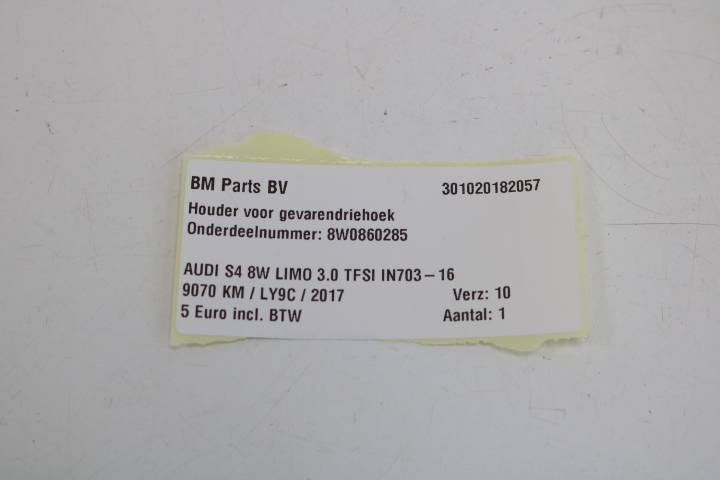 BM Parts BV 301020182057
Houder voor gevarendriehoek
Onderdeelnummer: 8W0860285
AUDI S4 8W LIMO 3.0 TFSI IN703-16
9070 KM / LY9C / 2017 Verz: 10
5 Euro incl. BTW Aantal: 1